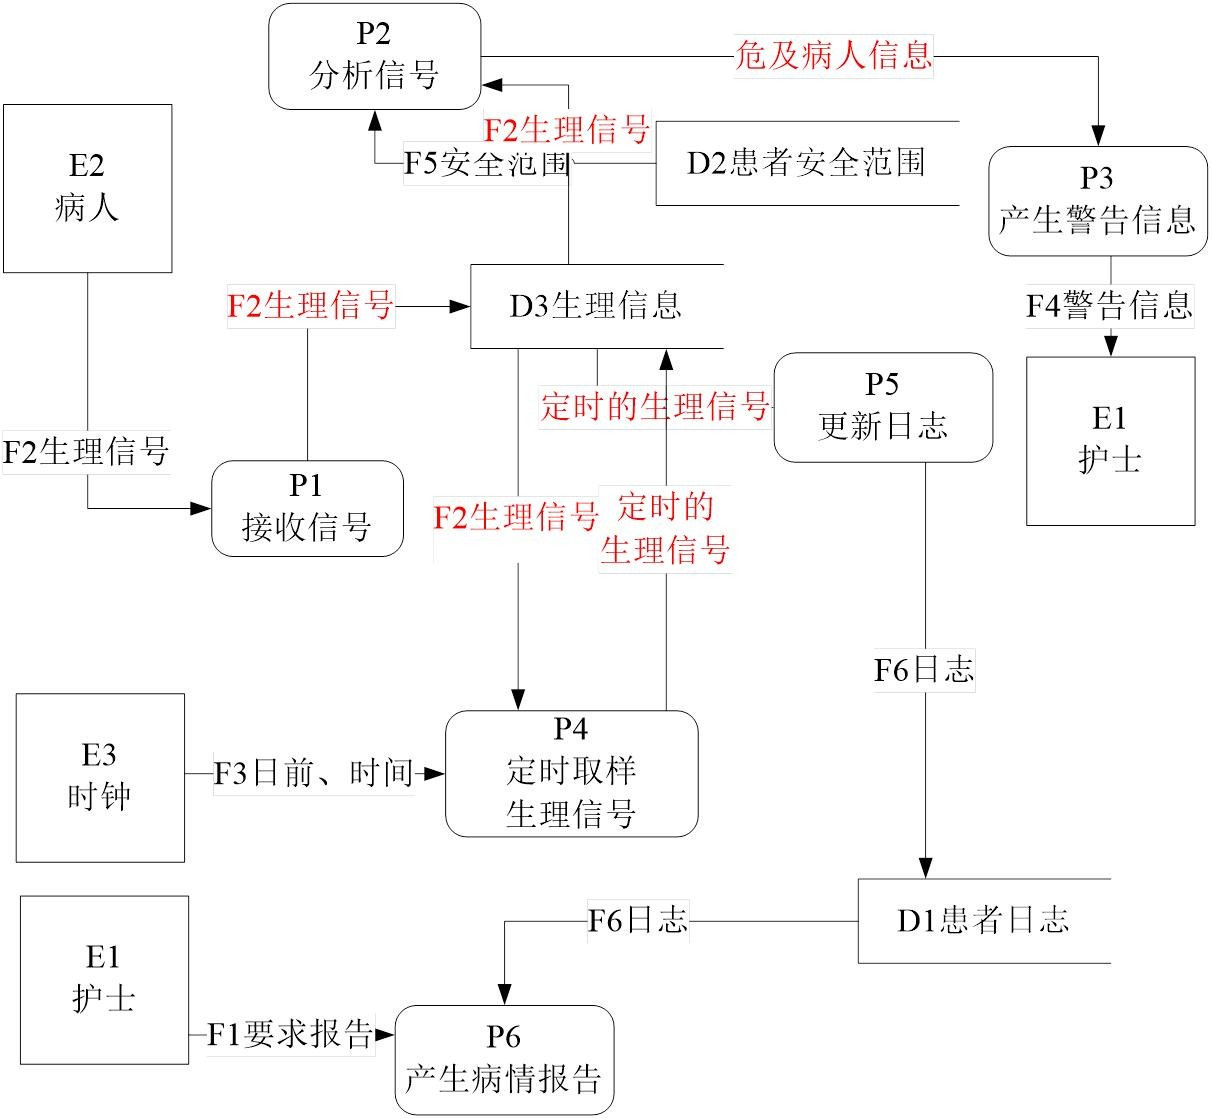 P2
分析信号
危及病人信息
F2生理信号
E2
病人
F5安全范围
D2患者安全范围
P3
产生警告信息
F2生理信号
D3生理信息
F4警告信息
定时的生理信号
P5
更新日志
E1
护士
F2生理信号
P1
接收信号
F2生理信号
定时的
生理信号
F6日志
E3
时钟
F3日前、时间
P4
定时取样
生理信号
F6日志
D1患者日志
E1
护士
F1要求报告
P6
产生病情报告